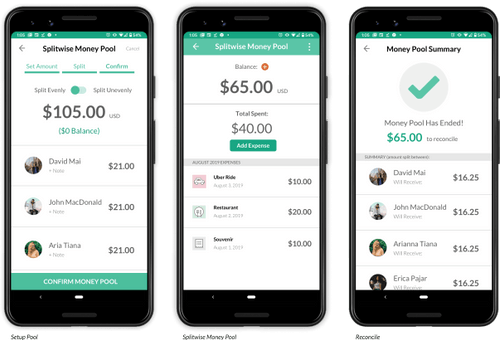 54%
Splitwise Money Pool
Cancel
Set Amount Split Confirm
Split Evenly Split Unevenly
$105.00 USD
($0 Balance)
David Mai
+ Note
$21.00
John MacDonald
+ Note
$21.00
Aria Tiana
+ Note
$21.00
CONFIRM MONEY POOL
Setup Pool
54%
Splitwise Money Pool
Balance:
$65.00 USD
Total Spent:
$40.00
Add Expense
AUGUST 2019 EXPENSES
Uber Ride
August 3, 2019
$10.00
Restaurant
August 2, 2019
$20.00
Souvenir
August 1, 2019
$10.00
Splitwise Money Pool
54%
Money Pool Summary
Money Pool Has Ended!
$65.00 to reconcile
SUMMARY (amount split between)
David Mai
Will Receive
$16.25
John MacDonald
Will Receive
$16.25
Arianna Tiana
Will Receive
$16.25
Erica Pajar
Will Receive
$16.25
Reconcile